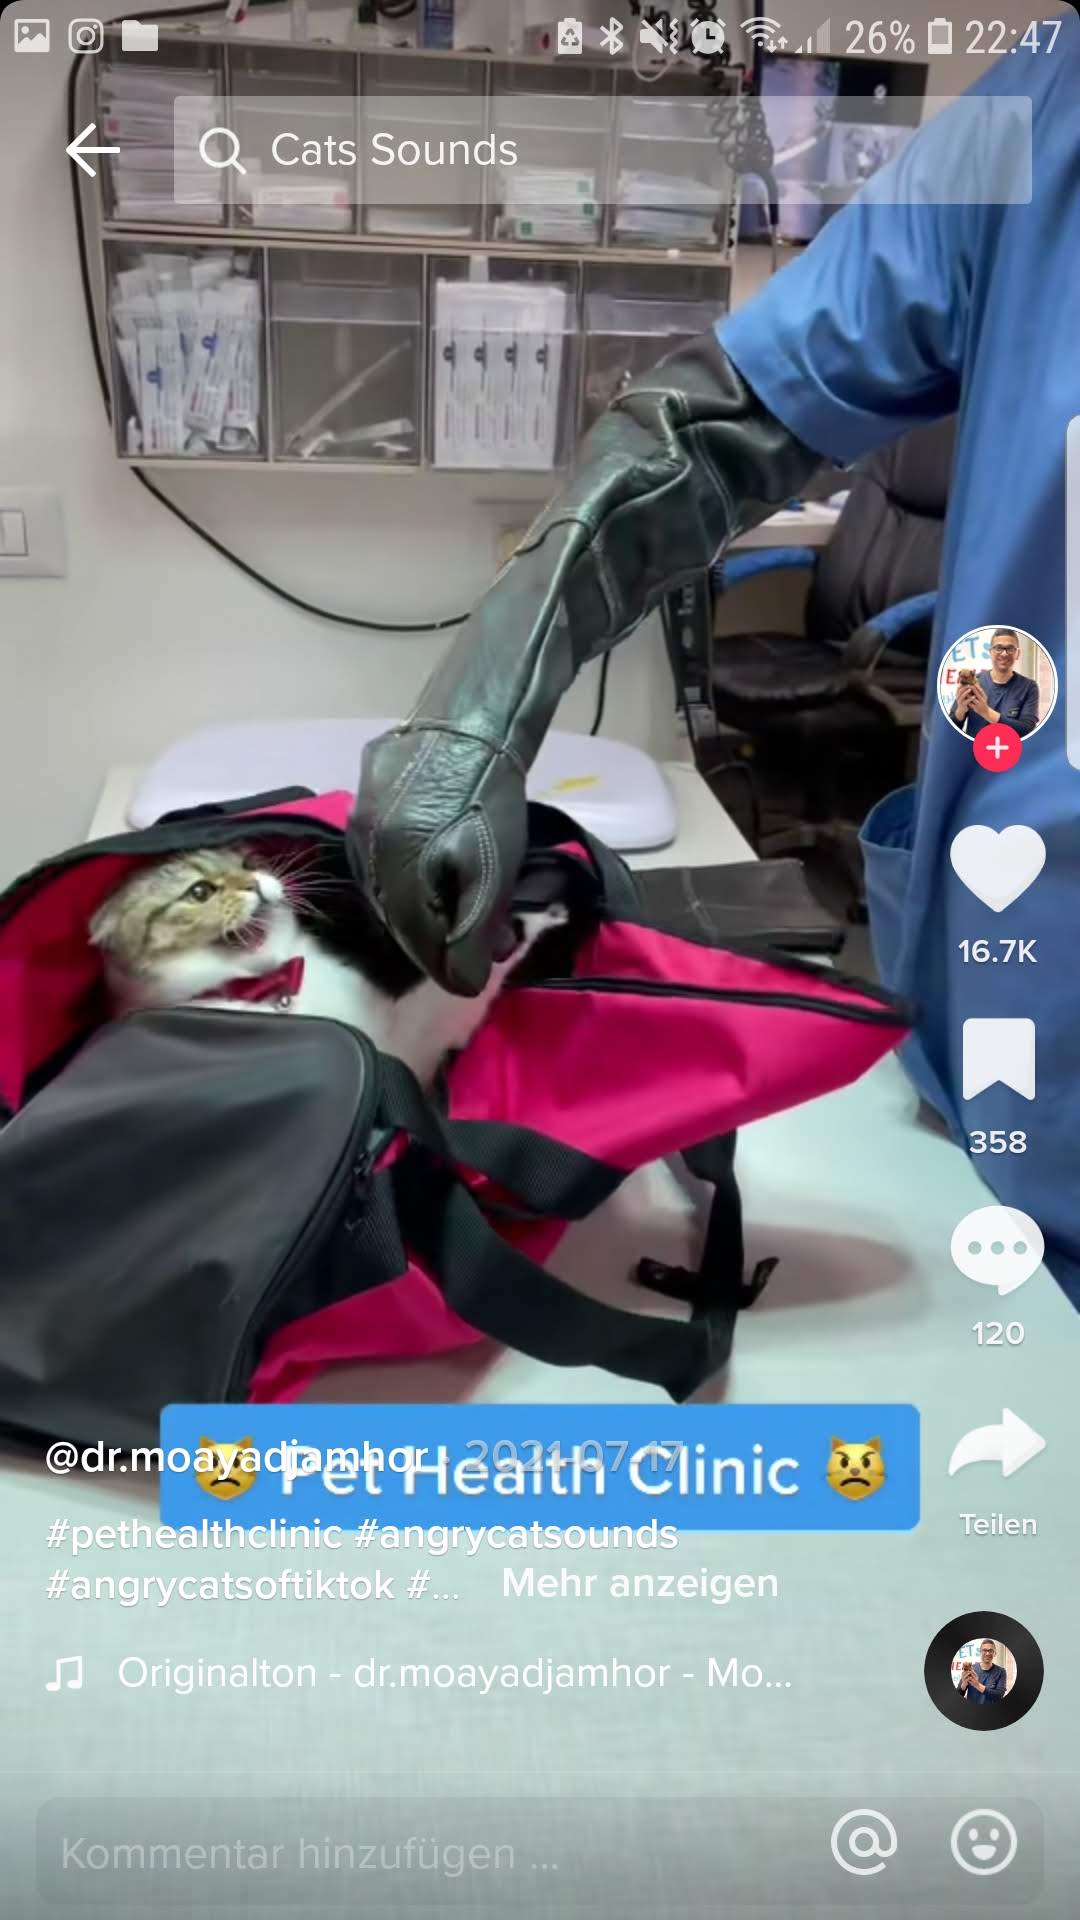 26% 22:47
Cats Sounds
16.7K
358
120
Pet Health Clinic
@dr.moayadjamhor · 2021-07-17
Teilen
#pethealthclinic #angrycatsounds
#angrycatsoftiktok #... Mehr anzeigen
Originalton - dr.moayadjamhor - Mo...
Kommentar hinzufügen ...